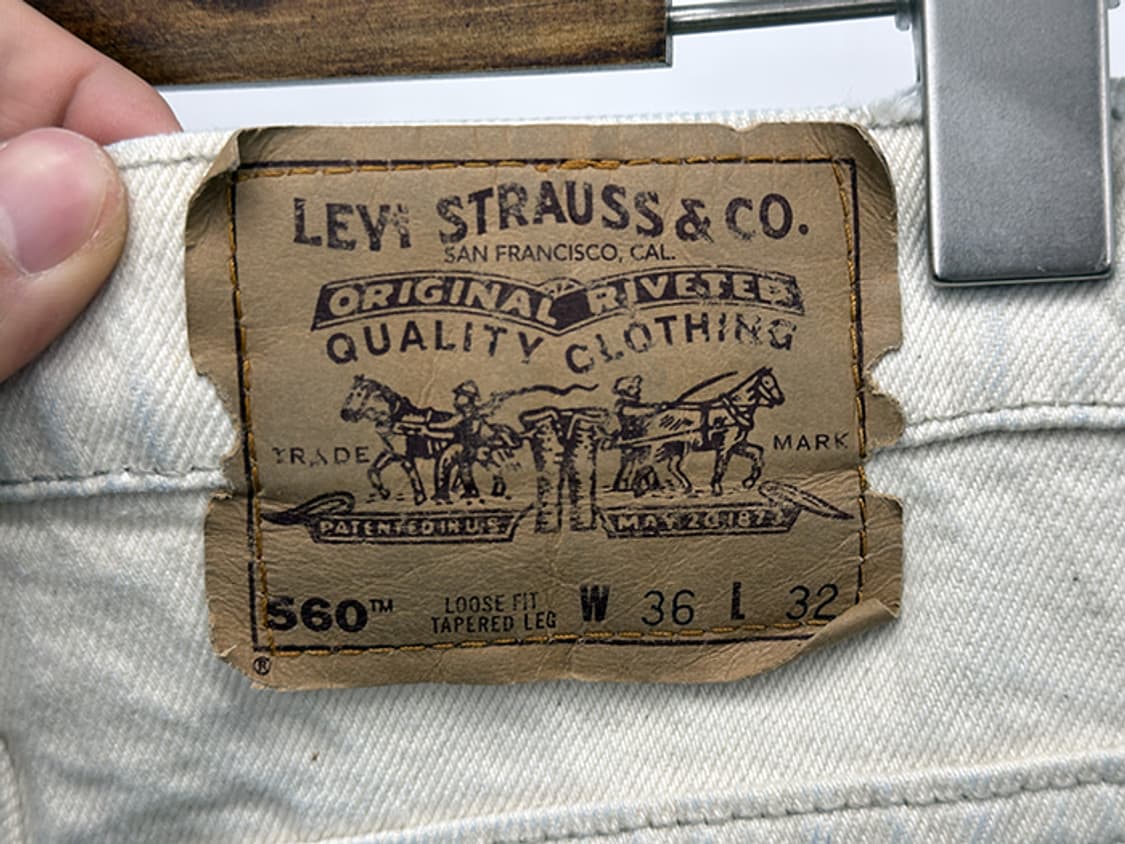 LEVI STRAUSS & CO.
SAN FRANCISCO, CAL.
ORIGINAL RIVETED
QUALITY CLOTHING
TRADE MARK
PATENTED IN U.S. MAY 20 1873
560™ LOOSE FIT TAPERED LEG W 36 L 32
®